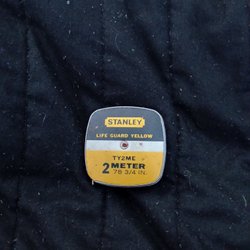 STANLEY
LIFE GUARD YELLOW
TY2ME
2 METER
78 3/4 IN.